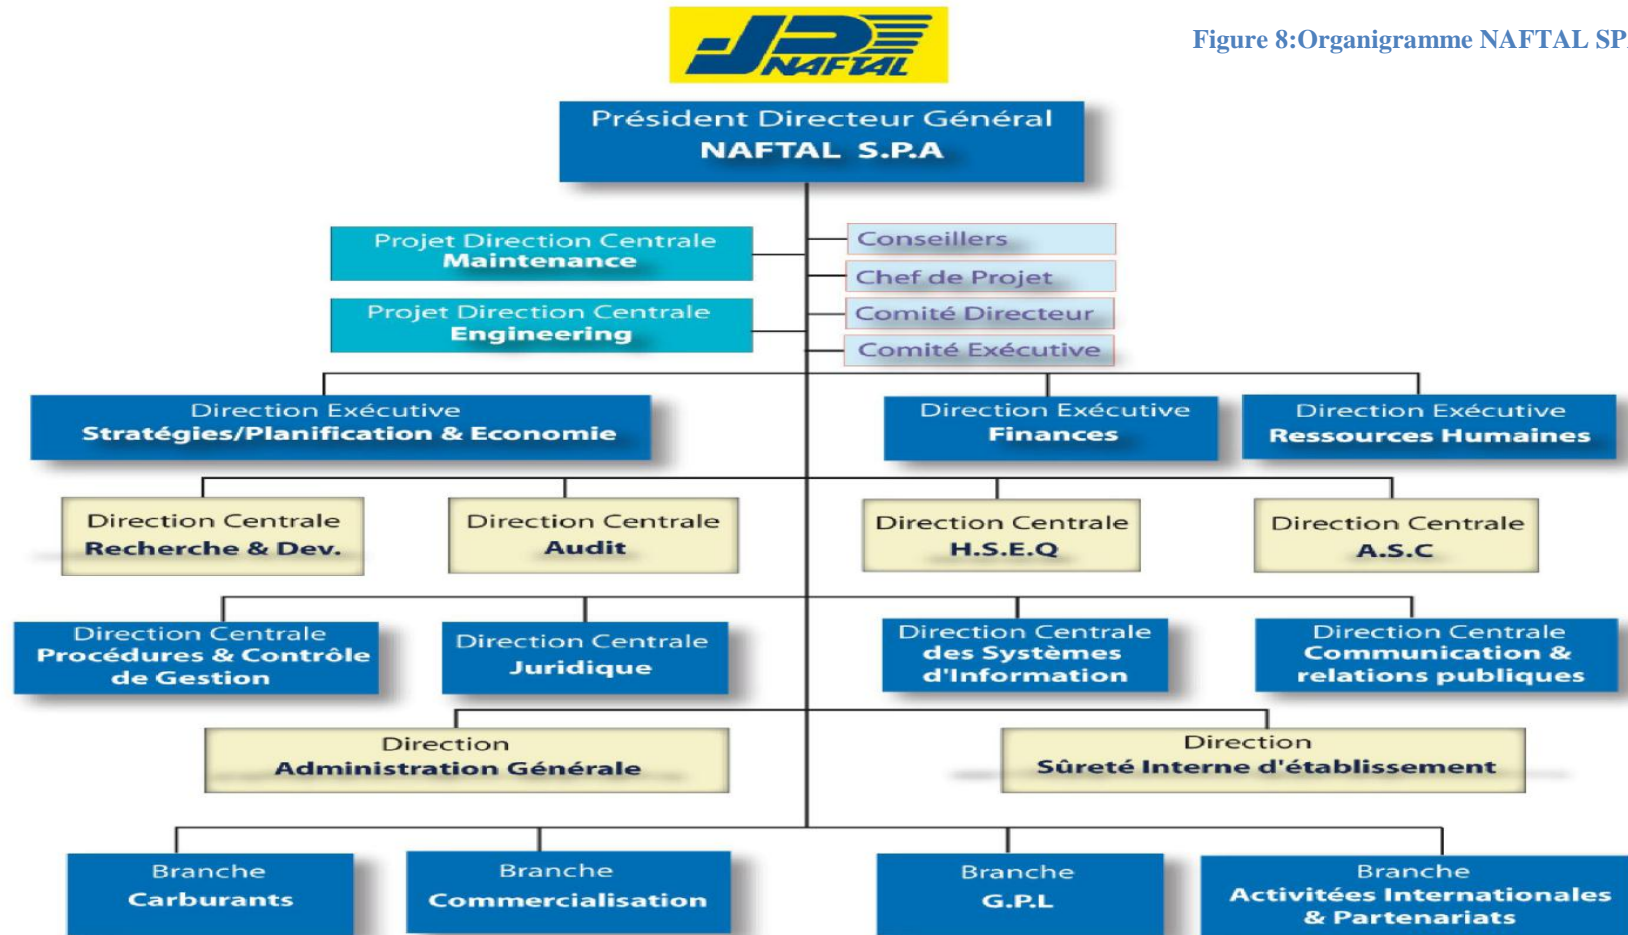 NAFTAL
Figure 8:Organigramme NAFTAL SP
Président Directeur Général
NAFTAL S.P.A
Projet Direction Centrale
Maintenance
Projet Direction Centrale
Engineering
Conseillers
Chef de Projet
Comité Directeur
Comité Exécutive
Direction Exécutive
Stratégies/Planification & Economie
Direction Exécutive
Finances
Direction Exécutive
Ressources Humaines
Direction Centrale
Recherche & Dev.
Direction Centrale
Audit
Direction Centrale
H.S.E.Q
Direction Centrale
A.S.C
Direction Centrale
Procédures & Contrôle
de Gestion
Direction Centrale
Juridique
Direction Centrale
des Systèmes
d'Information
Direction Centrale
Communication &
relations publiques
Direction
Administration Générale
Direction
Sûreté Interne d'établissement
Branche
Carburants
Branche
Commercialisation
Branche
G.P.L
Branche
Activitées Internationales
& Partenariats